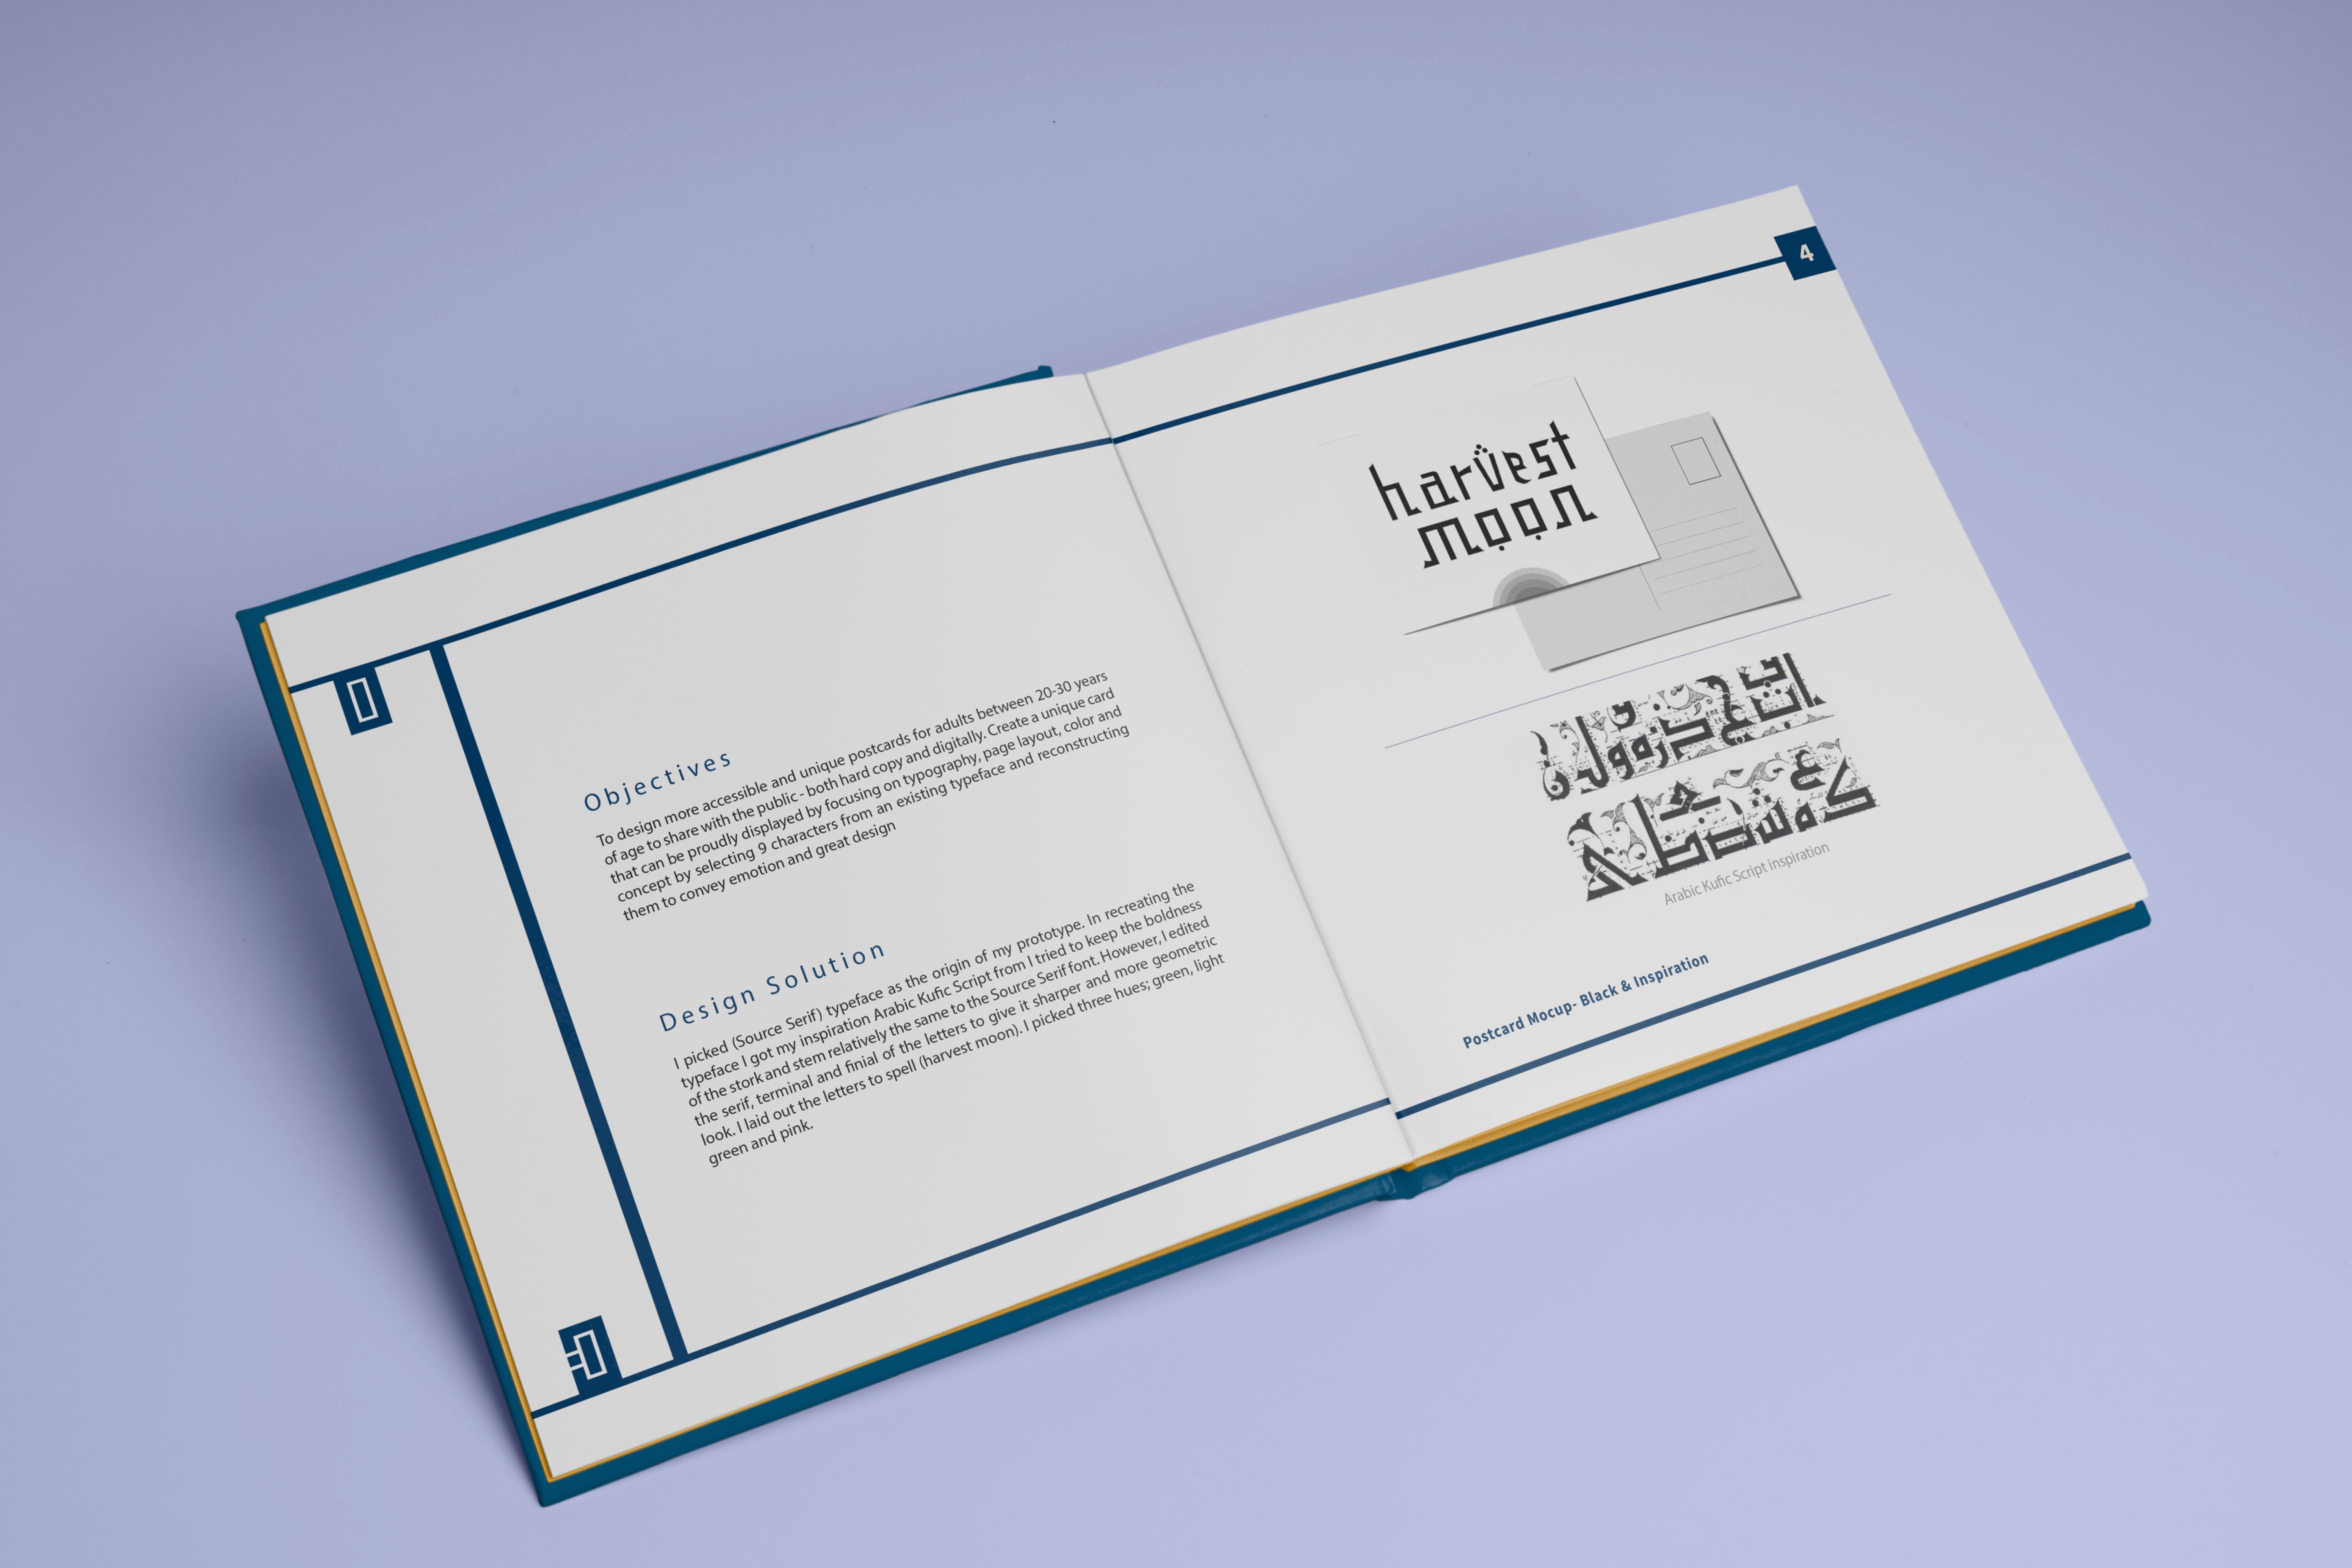 Objectives
To design more accessible and unique postcards for adults between 20-30 years
of age to share with the public - both hard copy and digitally. Create a unique card
that can be proudly displayed by focusing on typography, page layout, color and
concept by selecting 9 characters from an existing typeface and reconstructing
them to convey emotion and great design
Design Solution
I picked (Source Serif) typeface as the origin of my prototype. In recreating the
typeface I got my inspiration Arabic Kufic Script from I tried to keep the boldness
of the stork and stem relatively the same to the Source Serif font. However, I edited
the serif, terminal and finial of the letters to give it sharper and more geometric
look. I laid out the letters to spell (harvest moon). I picked three hues; green, light
green and pink.
4
harvest
moon
Arabic Kufic Script inspiration
Postcard Mocup- Black & Inspiration